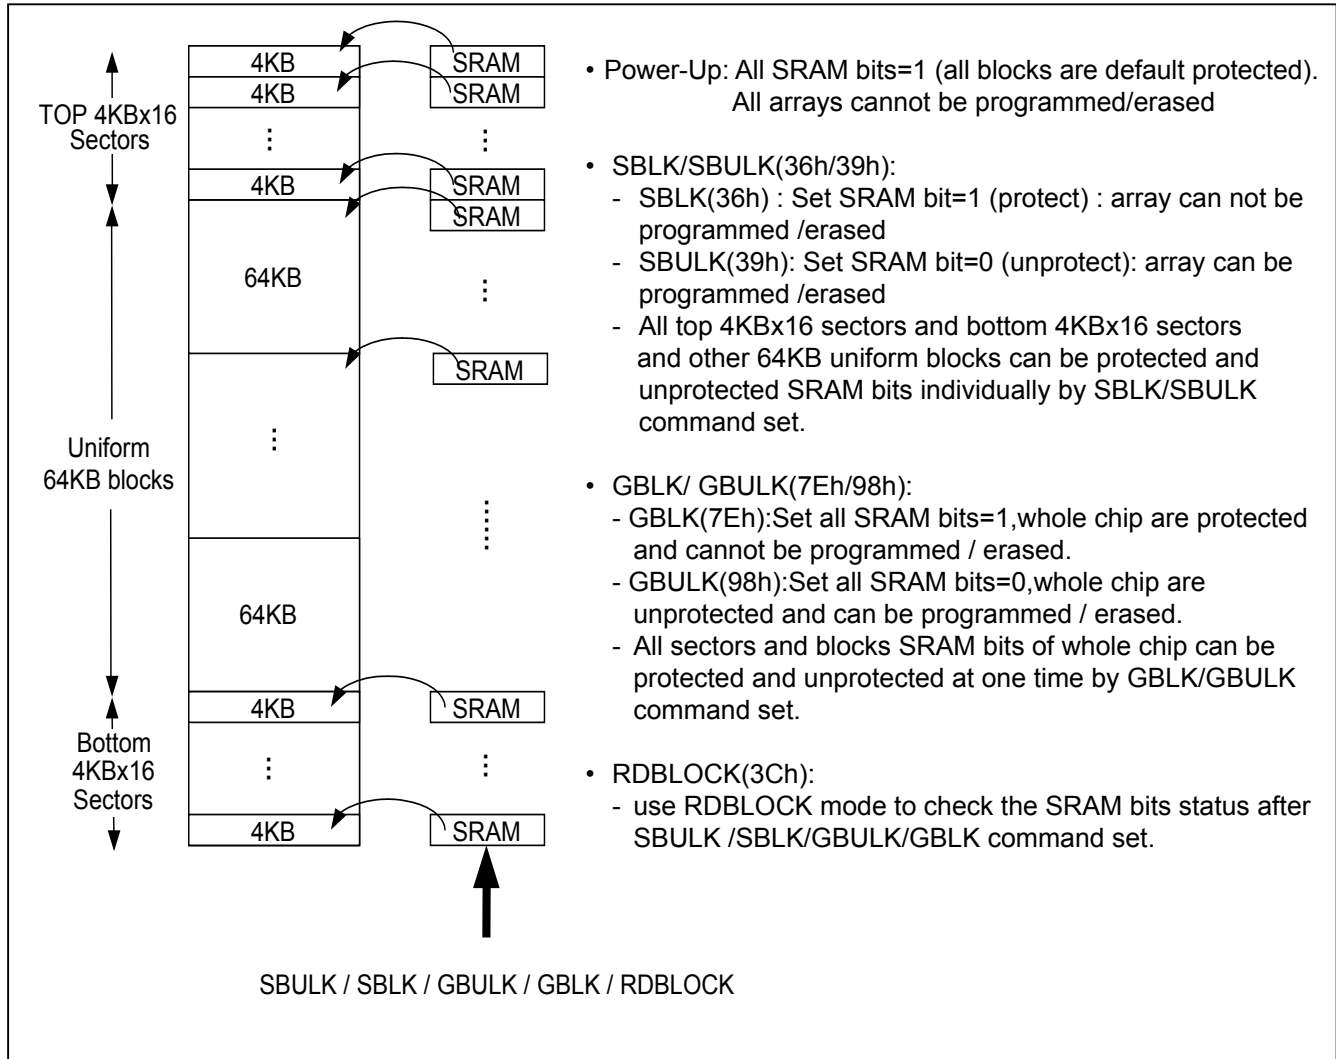 4KB
SRAM
4KB
SRAM
TOP 4KBx16
Sectors
⋮
⋮
4KB
SRAM
SRAM
64KB
⋮
SRAM
Uniform
64KB blocks
⋮
64KB
4KB
SRAM
Bottom
4KBx16
Sectors
⋮
⋮
4KB
SRAM
SBULK / SBLK / GBULK / GBLK / RDBLOCK
• Power-Up: All SRAM bits=1 (all blocks are default protected).
All arrays cannot be programmed/erased
• SBLK/SBULK(36h/39h):
- SBLK(36h) : Set SRAM bit=1 (protect) : array can not be
programmed /erased
- SBULK(39h): Set SRAM bit=0 (unprotect): array can be
programmed /erased
- All top 4KBx16 sectors and bottom 4KBx16 sectors
and other 64KB uniform blocks can be protected and
unprotected SRAM bits individually by SBLK/SBULK
command set.
• GBLK/ GBULK(7Eh/98h):
- GBLK(7Eh):Set all SRAM bits=1,whole chip are protected
and cannot be programmed / erased.
- GBULK(98h):Set all SRAM bits=0,whole chip are
unprotected and can be programmed / erased.
- All sectors and blocks SRAM bits of whole chip can be
protected and unprotected at one time by GBLK/GBULK
command set.
• RDBLOCK(3Ch):
- use RDBLOCK mode to check the SRAM bits status after
SBULK /SBLK/GBULK/GBLK command set.